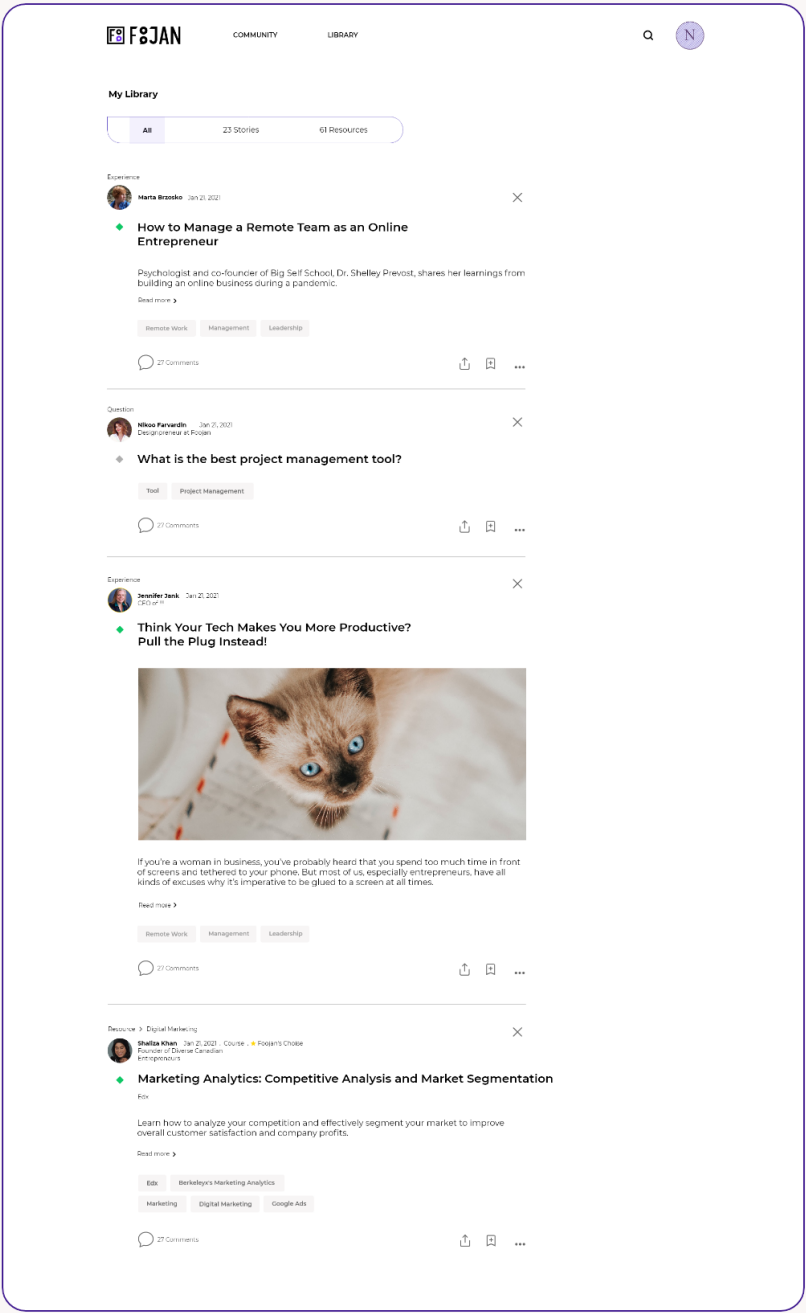 FOOJAN
COMMUNITY
LIBRARY
N
My Library
All
23 Stories
61 Resources
Experience
Marta Brzosko Jan 21, 2021
How to Manage a Remote Team as an Online
Entrepreneur
Psychologist and co-founder of Big Self School, Dr. Shelley Prevost, shares her learnings from
building an online business during a pandemic.
Read more
Remote Work
Management
Leadership
27 Comments
Question
Nikoo Farvardin Jan 21, 2021
Designpreneur at Foojan
What is the best project management tool?
Tool
Project Management
27 Comments
Experience
Jennifer Jank Jan 21, 2021
CEO of
Think Your Tech Makes You More Productive?
Pull the Plug Instead!
If you're a woman in business, you've probably heard that you spend too much time in front
of screens and tethered to your phone. But most of us, especially entrepreneurs, have all
kinds of excuses why it's imperative to be glued to a screen at all times.
Read more
Remote Work
Management
Leadership
27 Comments
Resource > Digital Marketing
Shaliza Khan Jan 21, 2021 . Course . Foojan's Choise
Founder of Diverse Canadian
Entrepreneurs
Marketing Analytics: Competitive Analysis and Market Segmentation
Edx
Learn how to analyze your competition and effectively segment your market to improve
overall customer satisfaction and company profits.
Read more
Edx
Berkeleyx's Marketing Analytics
Marketing
Digital Marketing
Google Ads
27 Comments